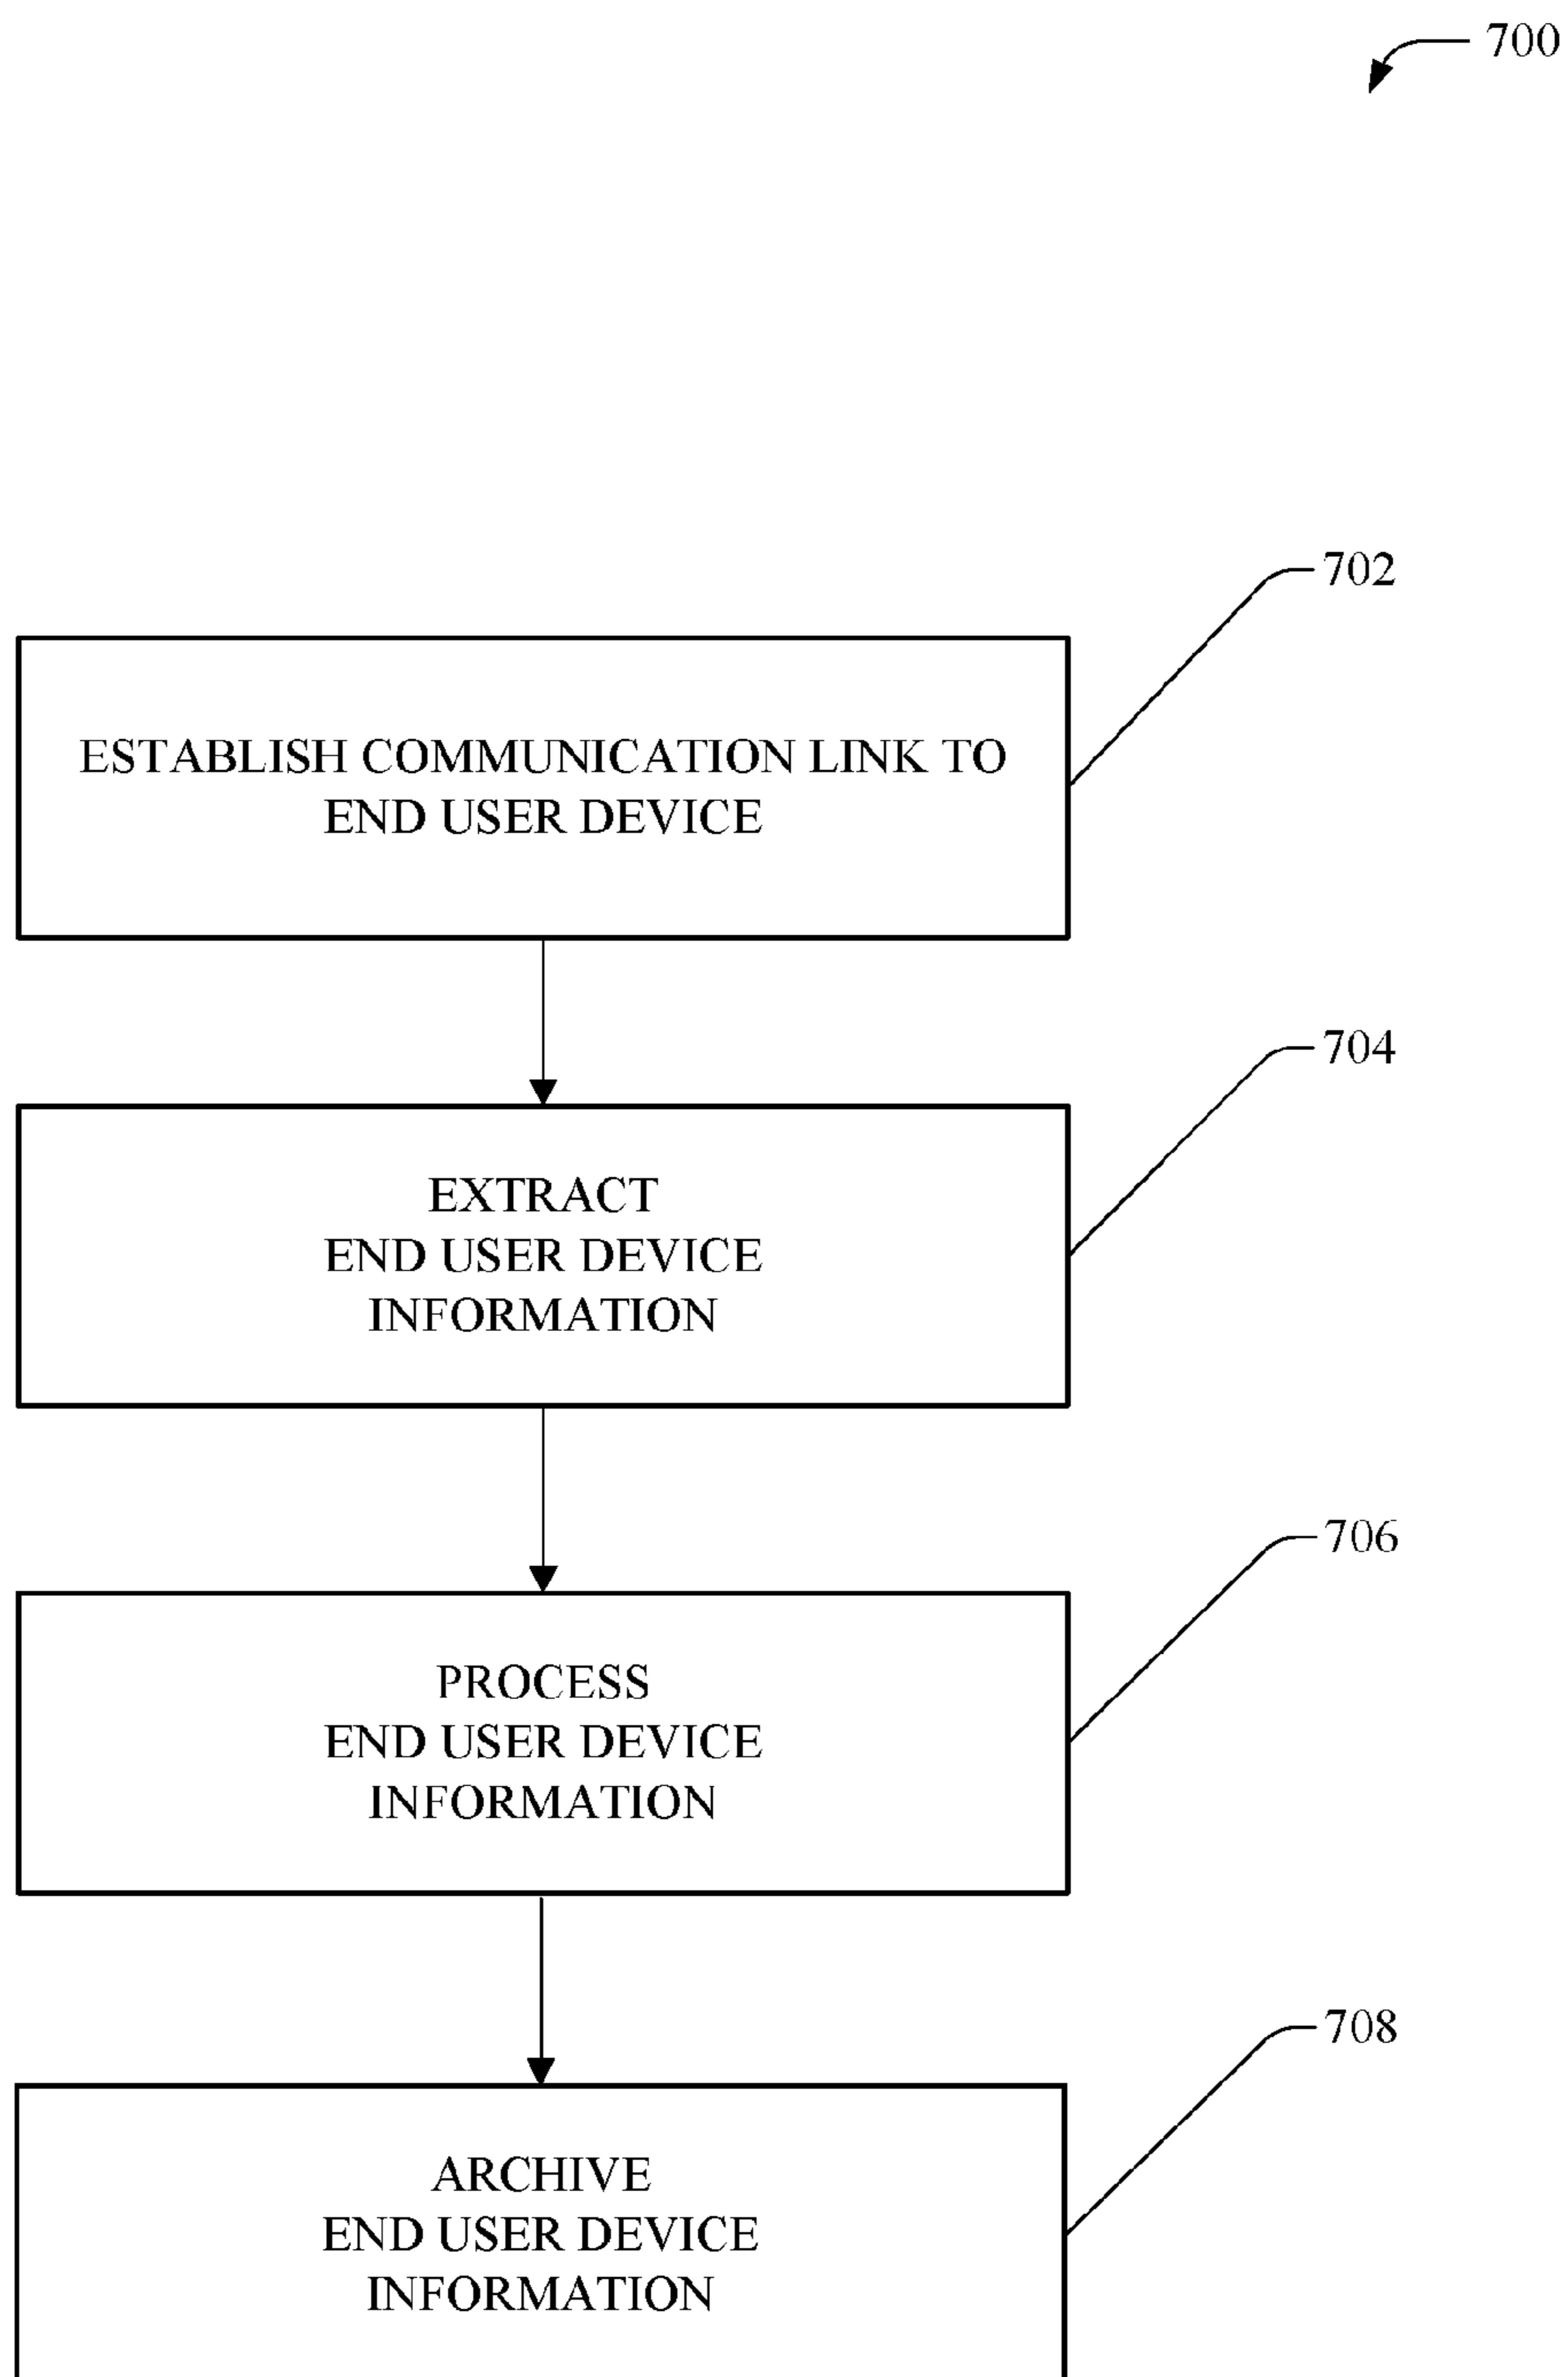 700
702
ESTABLISH COMMUNICATION LINK TO
END USER DEVICE
704
EXTRACT
END USER DEVICE
INFORMATION
706
PROCESS
END USER DEVICE
INFORMATION
708
ARCHIVE
END USER DEVICE
INFORMATION